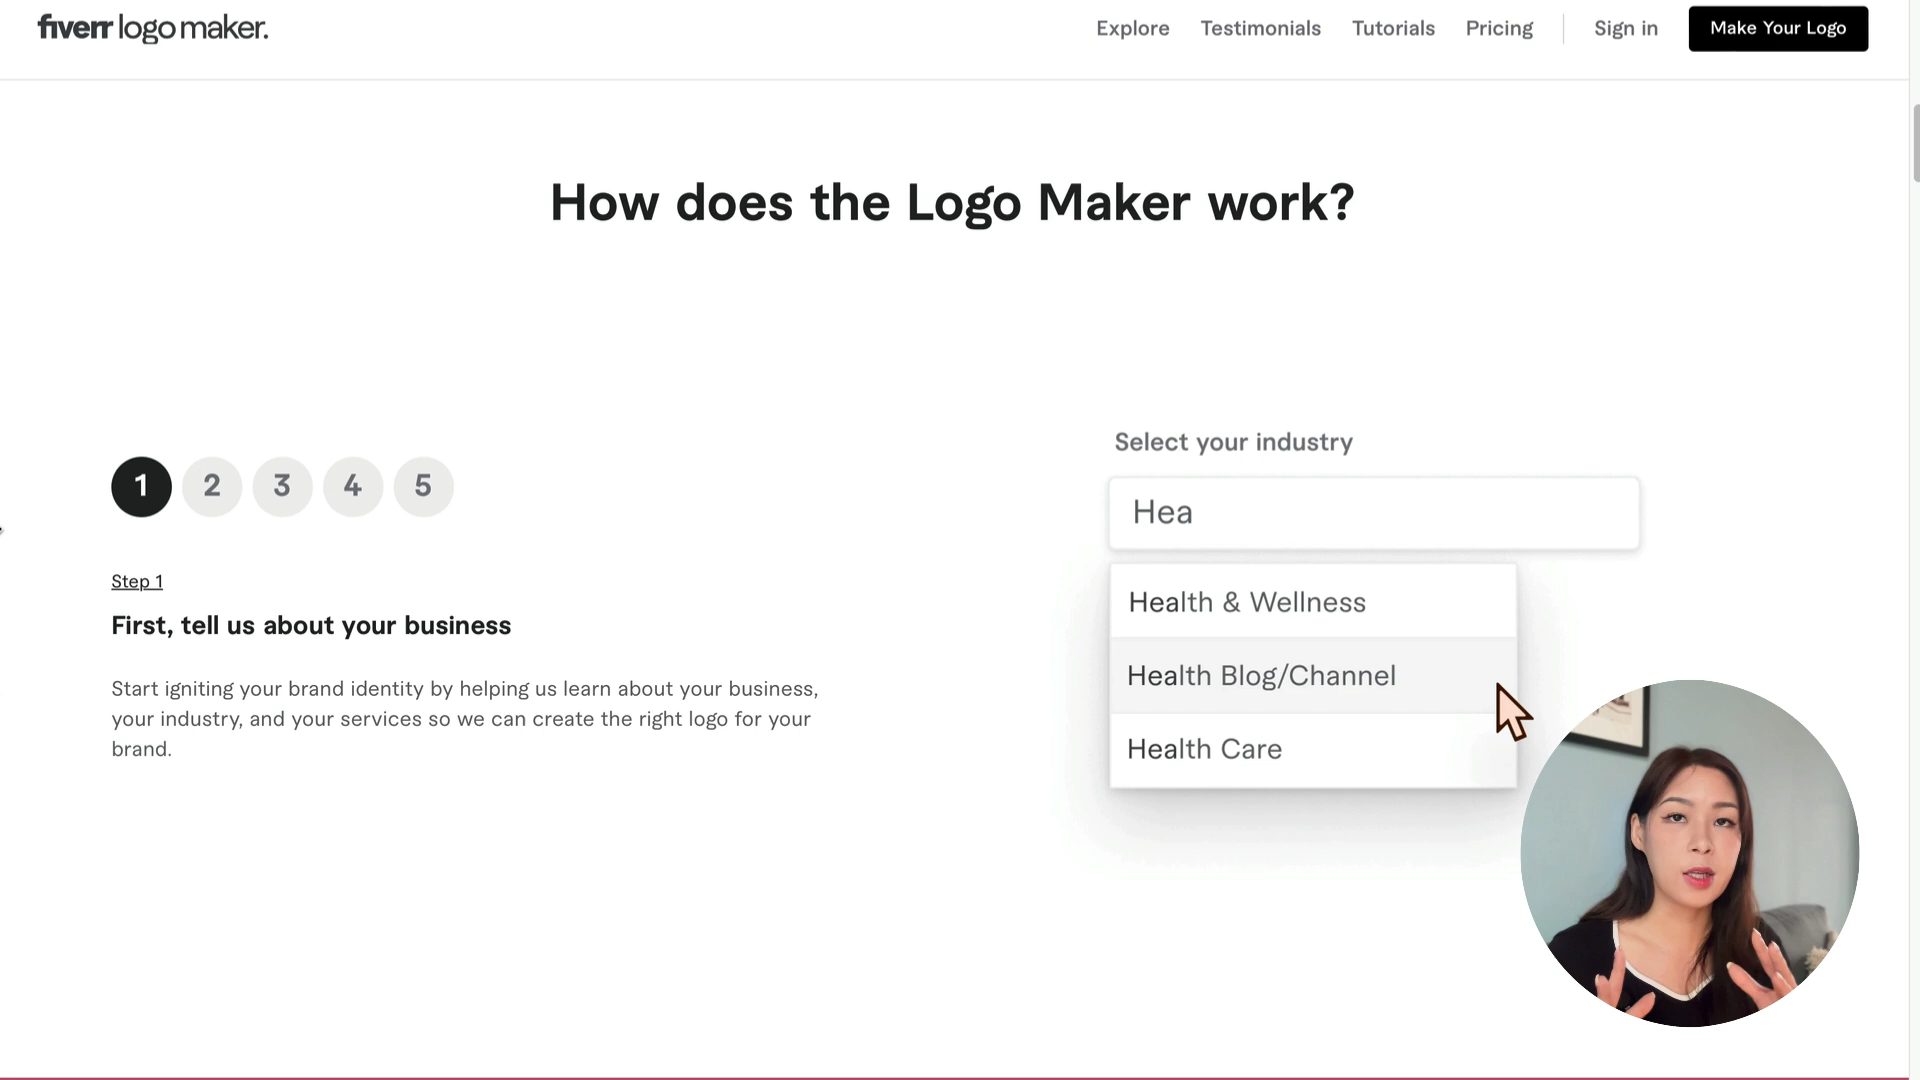 fiverr logo maker.
Explore
Testimonials
Tutorials
Pricing
Sign in
Make Your Logo
How does the Logo Maker work?
1
2
3
4
5
Step 1
First, tell us about your business
Start igniting your brand identity by helping us learn about your business,
your industry, and your services so we can create the right logo for your
brand.
Select your industry
Hea
Health & Wellness
Health Blog/Channel
Health Care